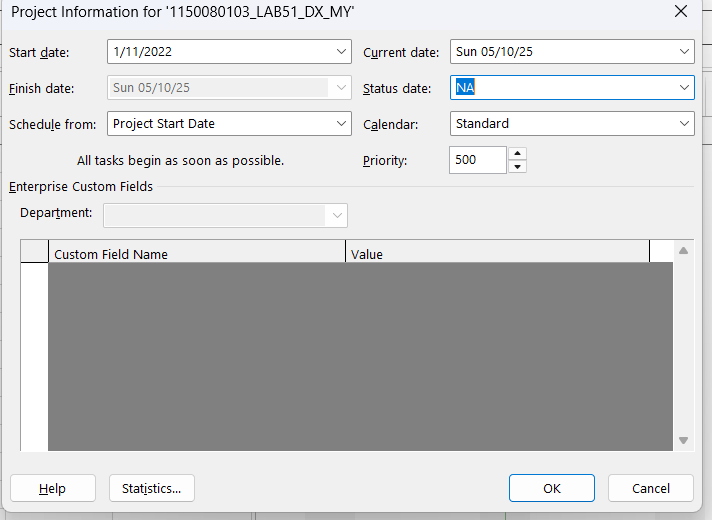 Project Information for '1150080103_LAB51_DX_MY'
Start date: 1/11/2022 Current date: Sun 05/10/25
Finish date: Sun 05/10/25 Status date: NA
Schedule from: Project Start Date Calendar: Standard
All tasks begin as soon as possible. Priority: 500
Enterprise Custom Fields
Department:
Custom Field Name Value
Help Statistics... OK Cancel